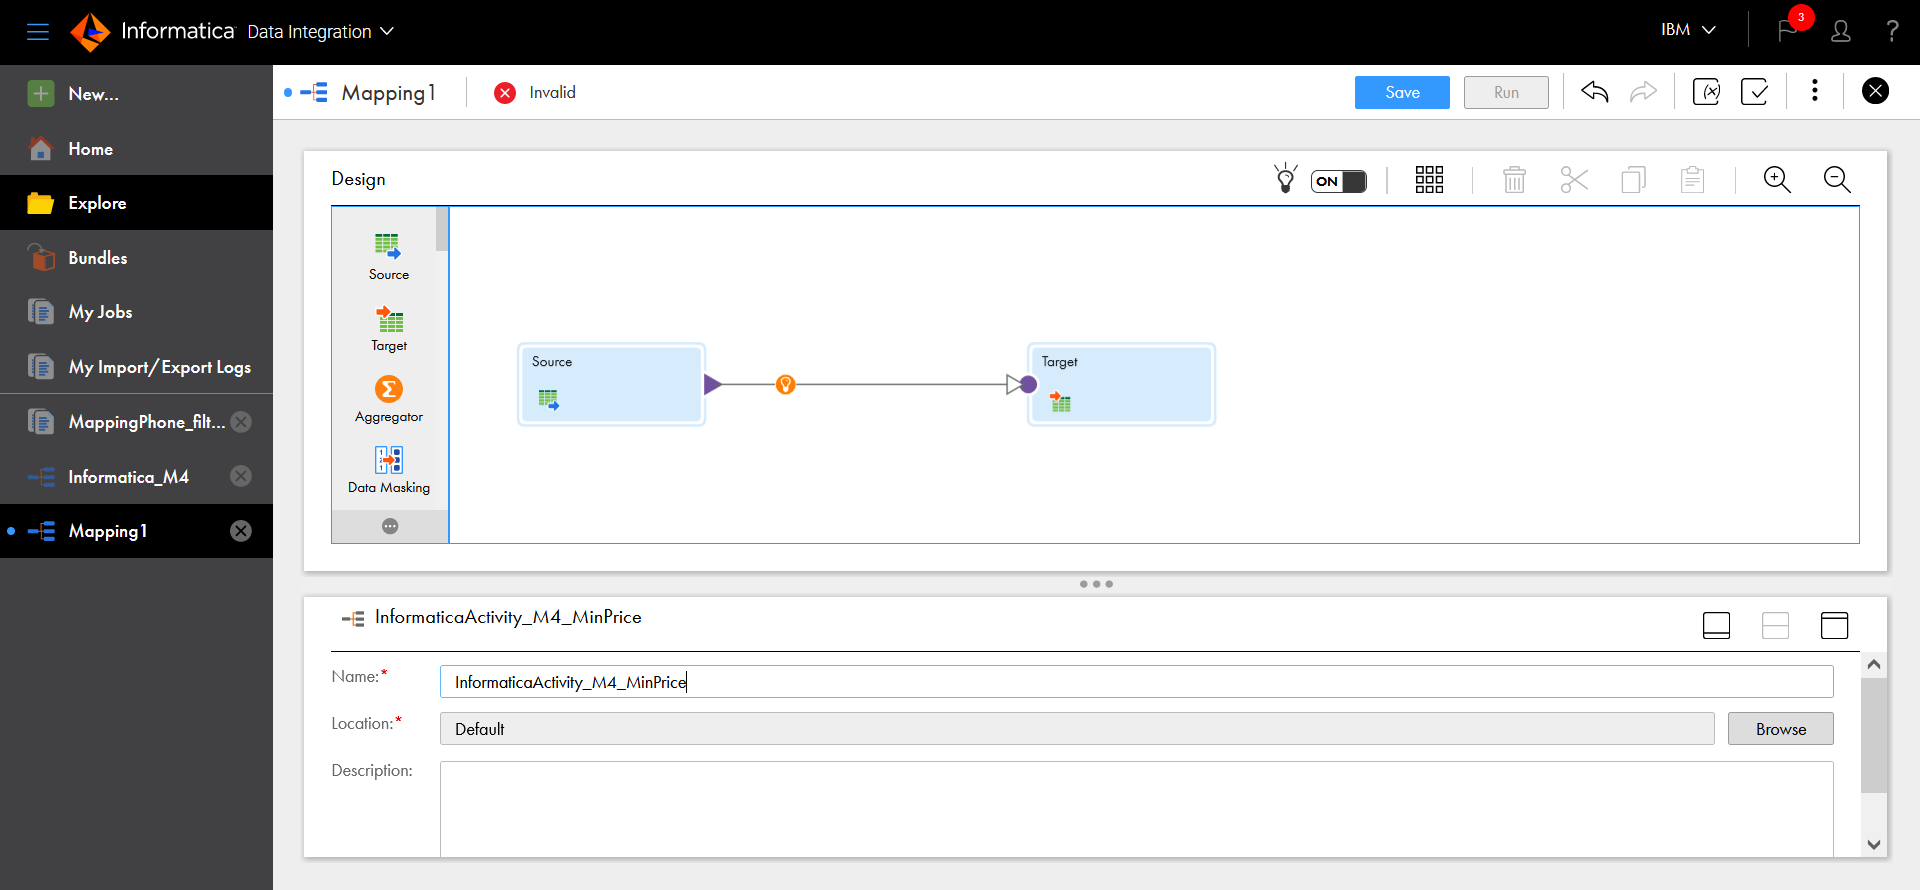 Informatica Data Integration
IBM
3
?
New...
Home
Explore
Bundles
My Jobs
My Import/Export Logs
MappingPhone_filt...
Informatica_M4
Mapping1
Mapping1
Invalid
Save
Run
(x)
Design
ON
Source
Target
Aggregator
Data Masking
Source
Target
InformaticaActivity_M4_MinPrice
Name:*
InformaticaActivity_M4_MinPrice
Location:*
Default
Browse
Description: